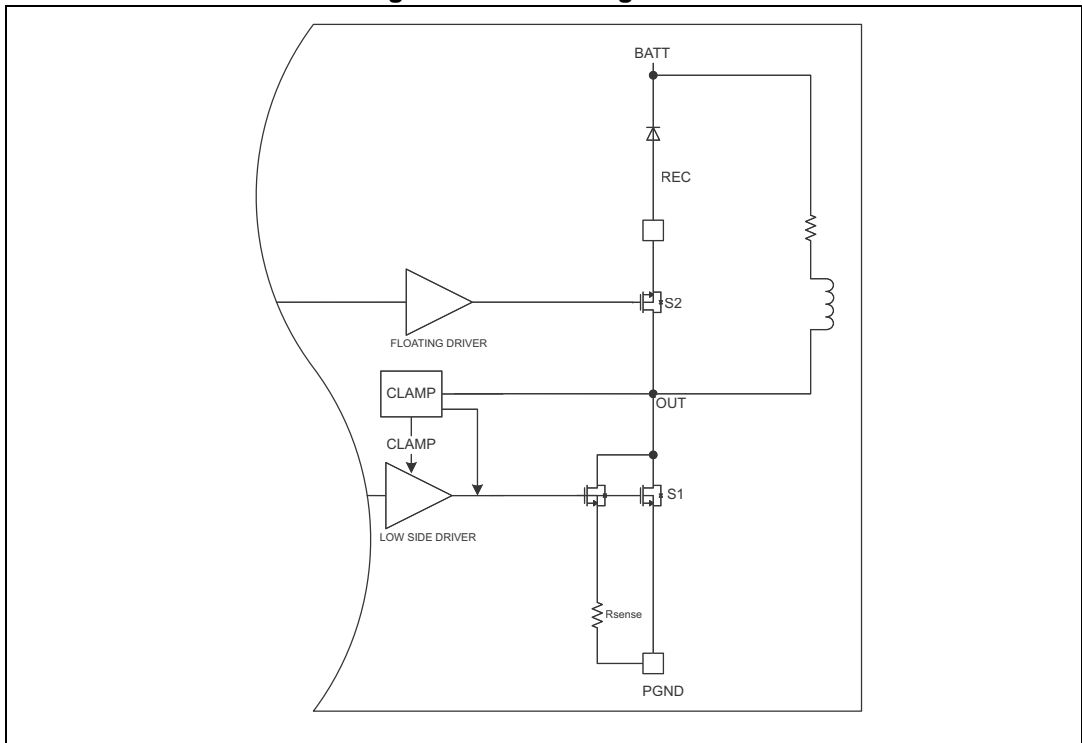 BATT
REC
S2
FLOATING DRIVER
CLAMP
OUT
CLAMP
S1
LOW SIDE DRIVER
Rsense
PGND